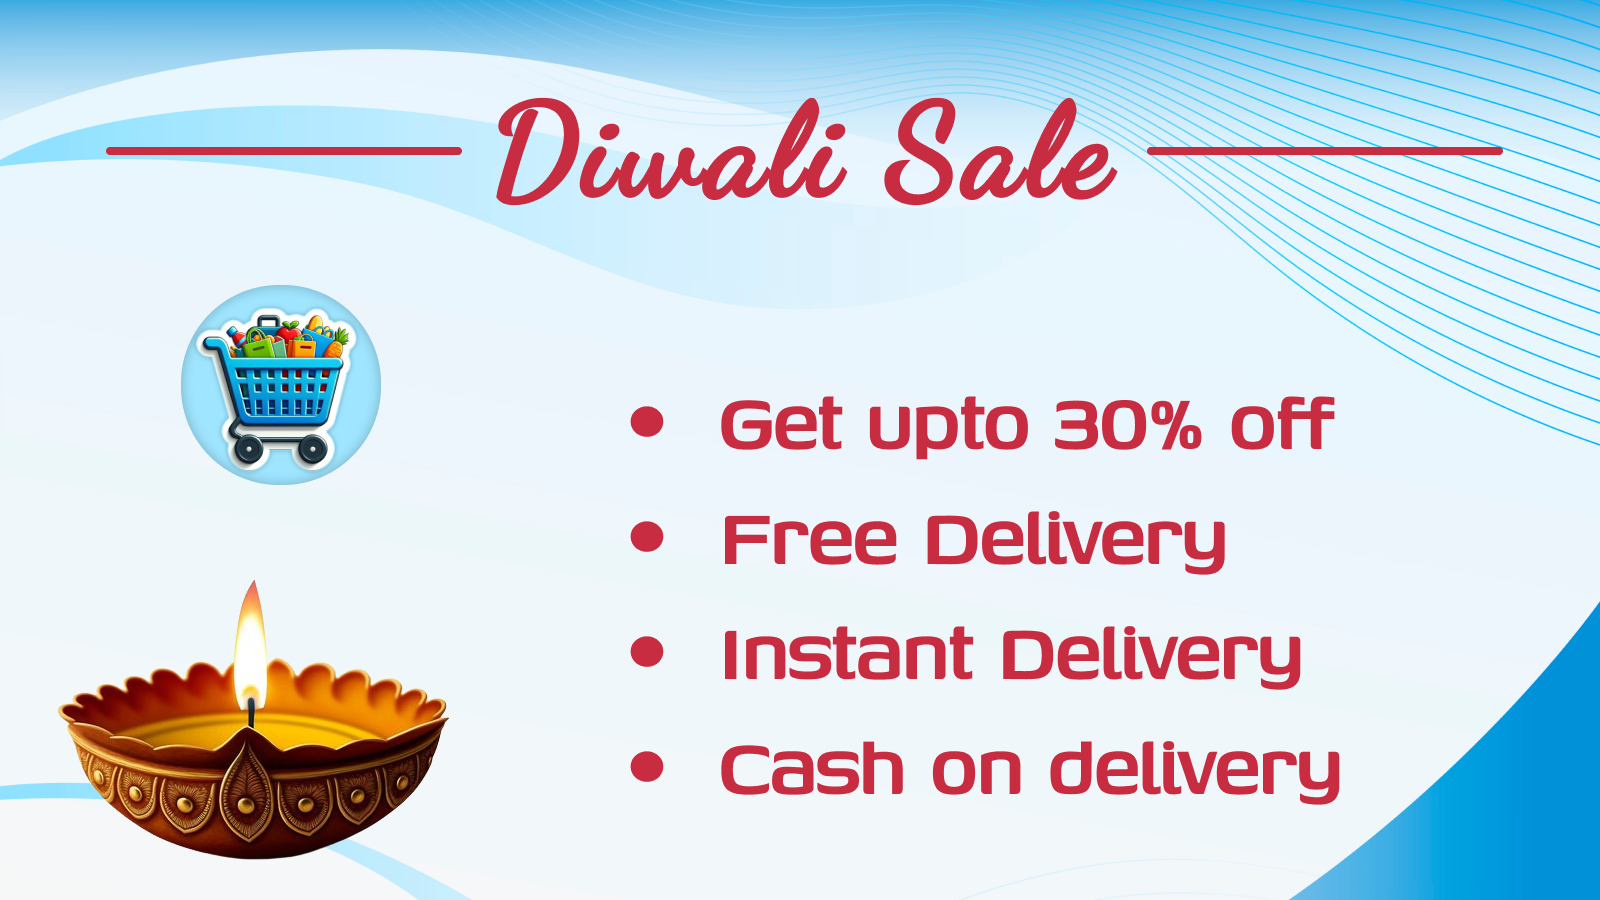 Diwali Sale
• Get upto 30% off
• Free Delivery
• Instant Delivery
• Cash on delivery